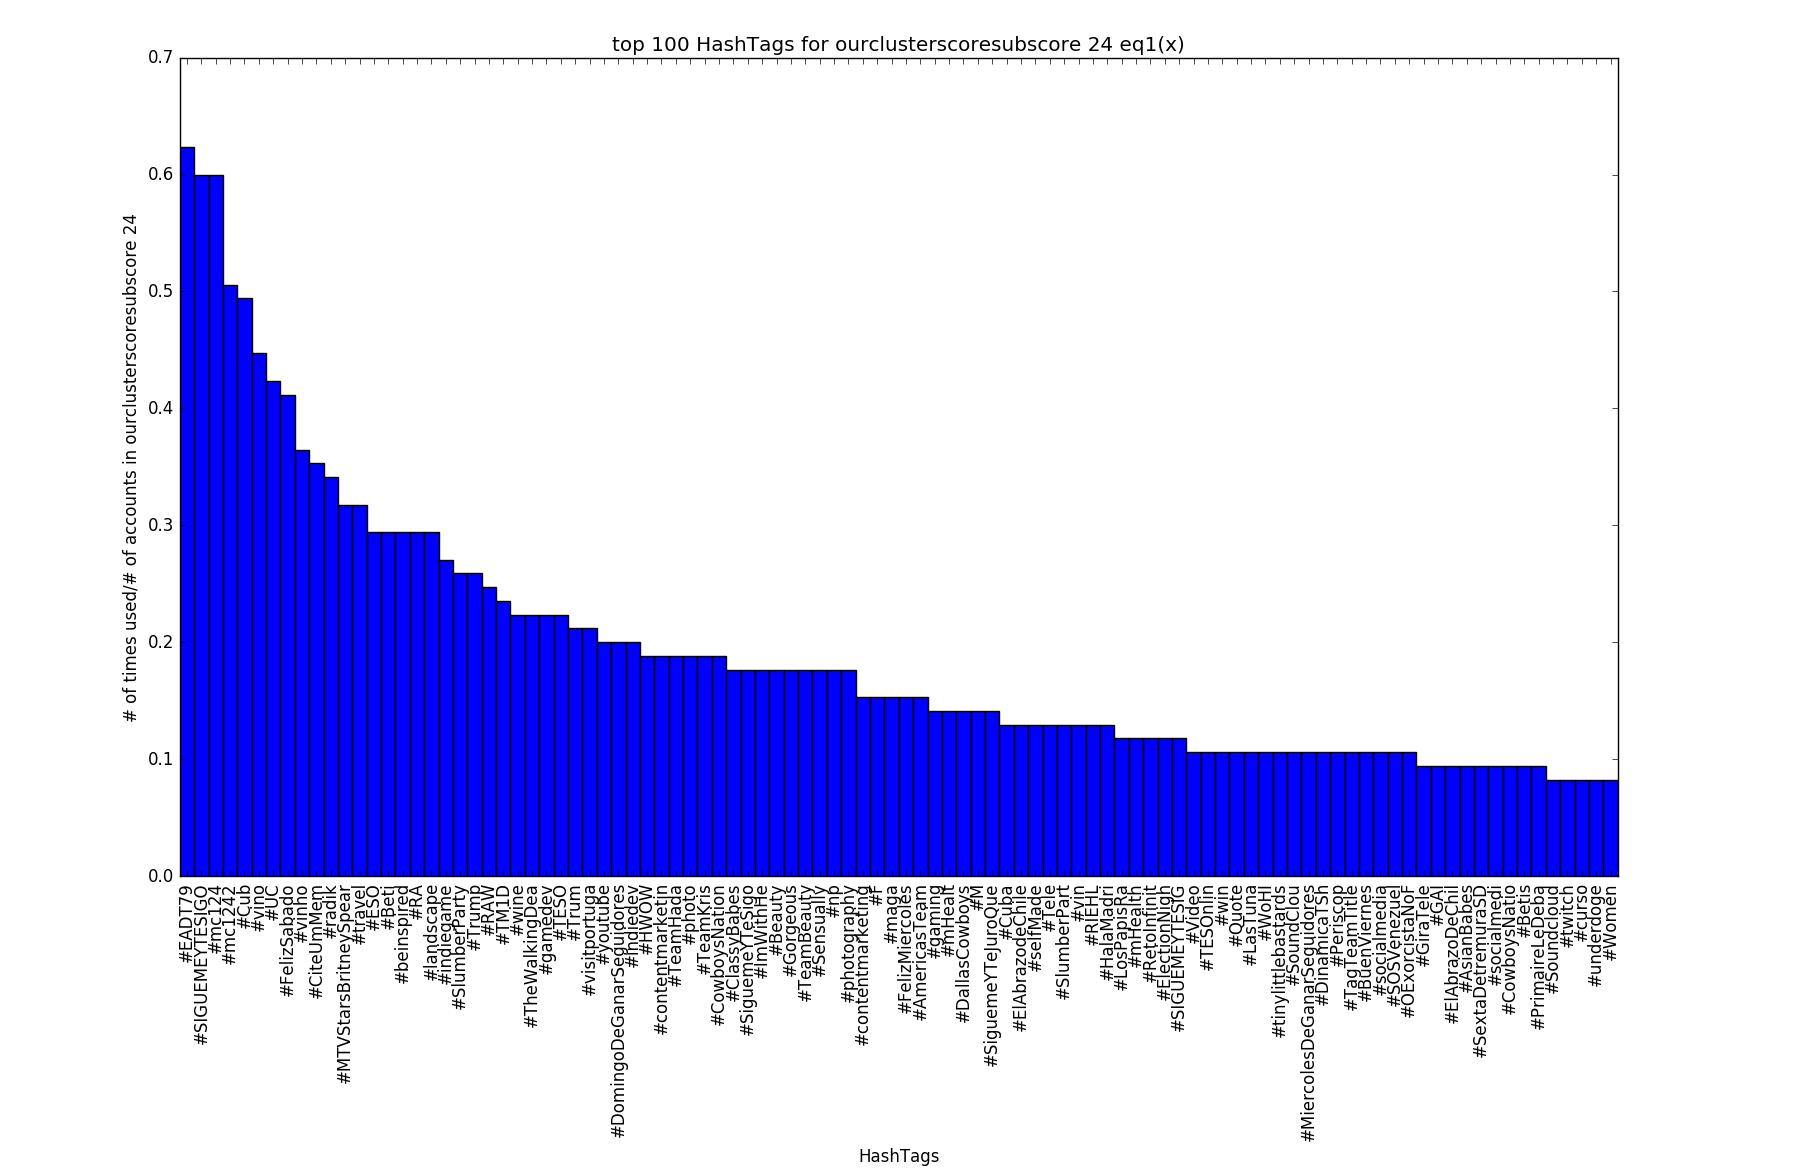 top 100 HashTags for ourclusterscoresubscore 24 eq1(x)
# of times used/# of accounts in ourclusterscoresubscore 24
0.7
0.6
0.5
0.4
0.3
0.2
0.1
0.0
#EADT79
#SIGUEMEYTESIGO
#mc124
#mc1242
#Cub
#vino
#UC
#FelizSabado
#vinho
#CiteUmMem
#radik
#MTVStarsBritneySpear
#travel
#ESO
#Beti
#beinspired
#RA
#landscape
#indiegame
#SlumberParty
#Trump
#RAW
#TM1D
#wine
#TheWalkingDea
#gamedev
#TESO
#Trum
#visitportuga
#youtube
#DomingoDeGanarSeguidores
#indiedev
#HWOW
#contentmarketin
#TeamHada
#photo
#TeamKris
#CowboysNation
#ClassyBabes
#SiguemeYTeSigo
#ImWithHe
#Beauty
#Gorgeous
#TeamBeauty
#Sensually
#np
#photography
#contentmarketing
#F
#maga
#FelizMiercoles
#AmericasTeam
#gaming
#mHealt
#DallasCowboys
#M
#SiguemeYTeJuroQue
#Cuba
#ElAbrazodeChile
#selfMade
#Tele
#SlumberPart
#vin
#RIEHL
#HalaMadri
#LosPapisRa
#mHealth
#RetoIninit
#ElectionNigh
#SIGUEMEYTESIG
#Video
#TESOnlin
#win
#Quote
#LasTuna
#WoHI
#tinylittlebastards
#SoundClou
#MiercolesDeGanarSeguidores
#DinamicaTSh
#Periscop
#TagTeamTitle
#BuenViernes
#socialmedia
#SOSVenezuel
#OExorcistaNoF
#GiraTele
#GAI
#ElAbrazoDeChil
#AsianBabes
#SextaDetremuraSD
#socialmedi
#CowboysNatio
#Betis
#PrimaireLeDeba
#Soundcloud
#twitch
#curso
#underdoge
#Women
HashTags